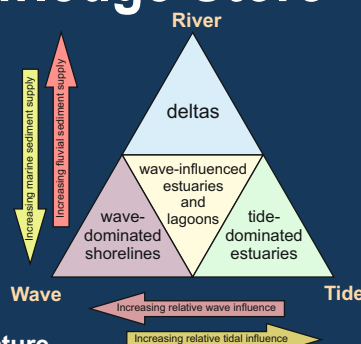 River
Increasing marine sediment supply
Increasing fluvial sediment supply
deltas
wave-influenced
estuaries
and
lagoons
wave-
dominated
shorelines
tide-
dominated
estuaries
Wave
Tide
Increasing relative wave influence
Increasing relative tidal influence